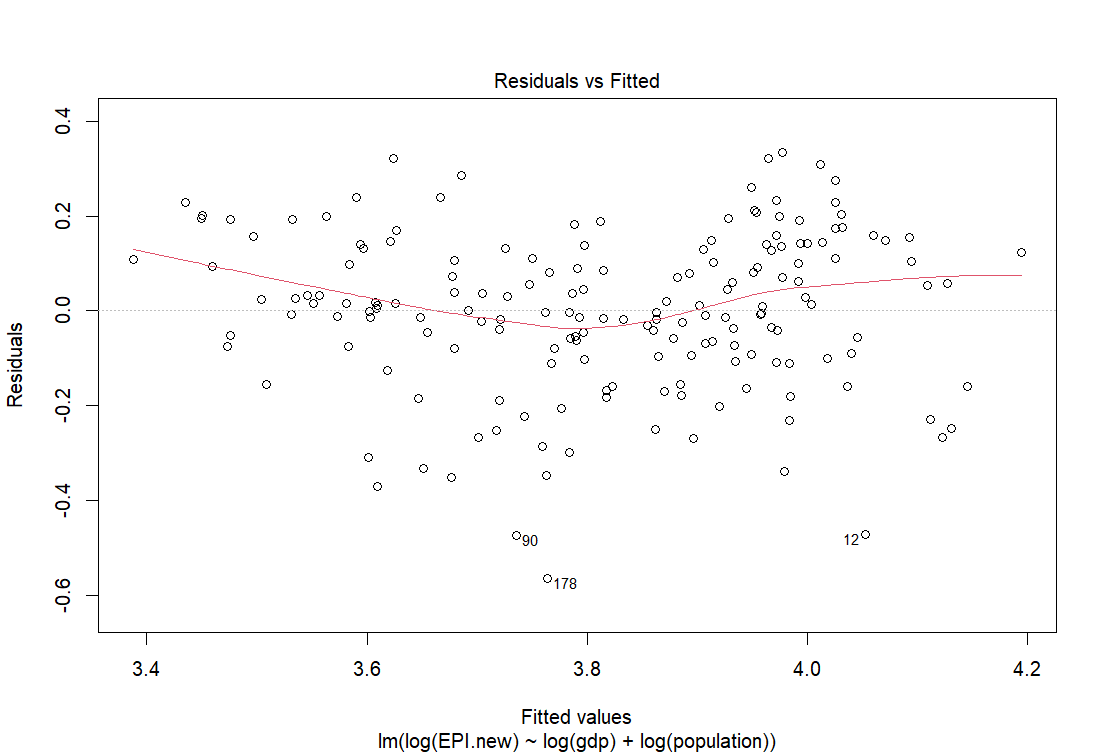 Residuals vs Fitted
0.4
0.2
0.0
-0.2
-0.4
-0.6
Residuals
90
12
178
3.4 3.6 3.8 4.0 4.2
Fitted values
lm(log(EPI.new) ~ log(gdp) + log(population))